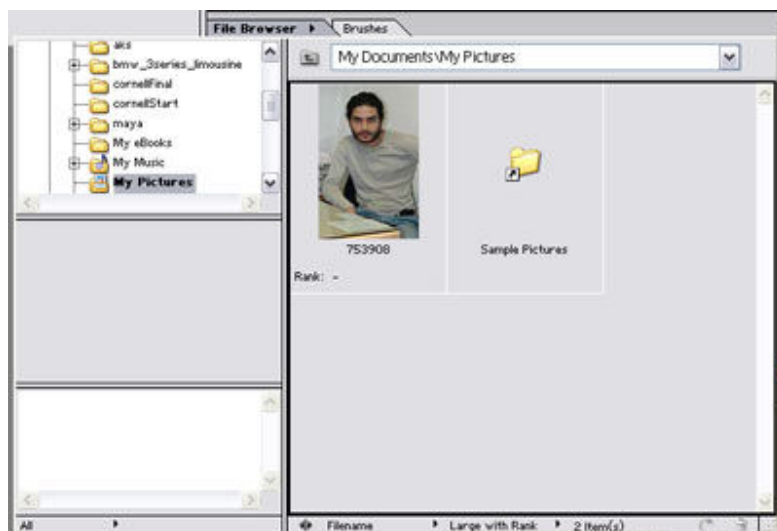 File Browser
Brushes
aks
bmw_3series_limousine
cornellFinal
cornellStart
maya
My eBooks
My Music
My Pictures
My Documents\My Pictures
753908
Sample Pictures
Rank: -
All
Filename
Large with Rank
2 Item(s)